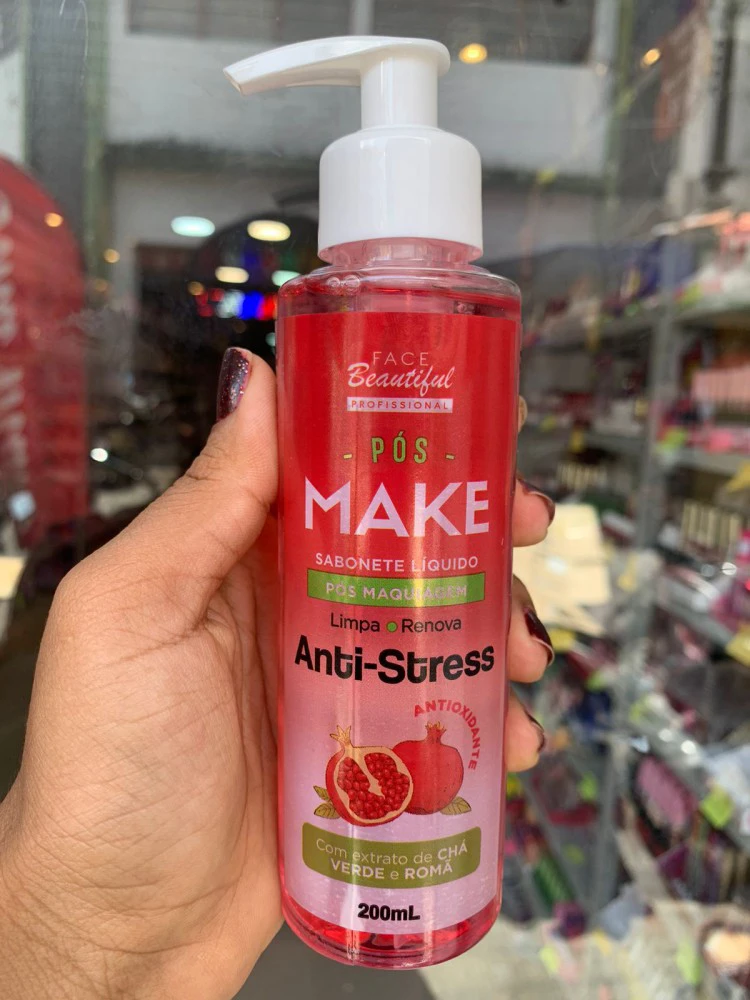 FACE
Beautiful
PROFISSIONAL
- PÓS -
MAKE
SABONETE LÍQUIDO
PÓS MAQUIAGEM
Limpa • Renova
Anti-Stress
ANTIOXIDANTE
Com extrato de CHÁ
VERDE e ROMÃ
200mL